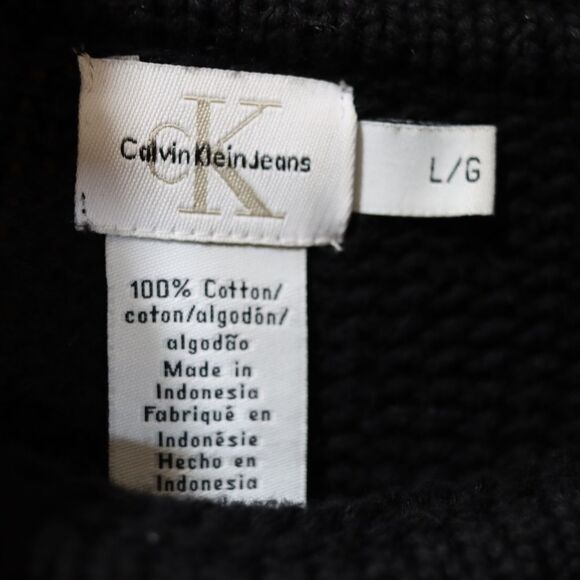 cK
CalvinKleinJeans
L/G
100% Cotton/
coton/algodón/
algodão
Made in
Indonesia
Fabriqué en
Indonésie
Hecho en
Indonesia